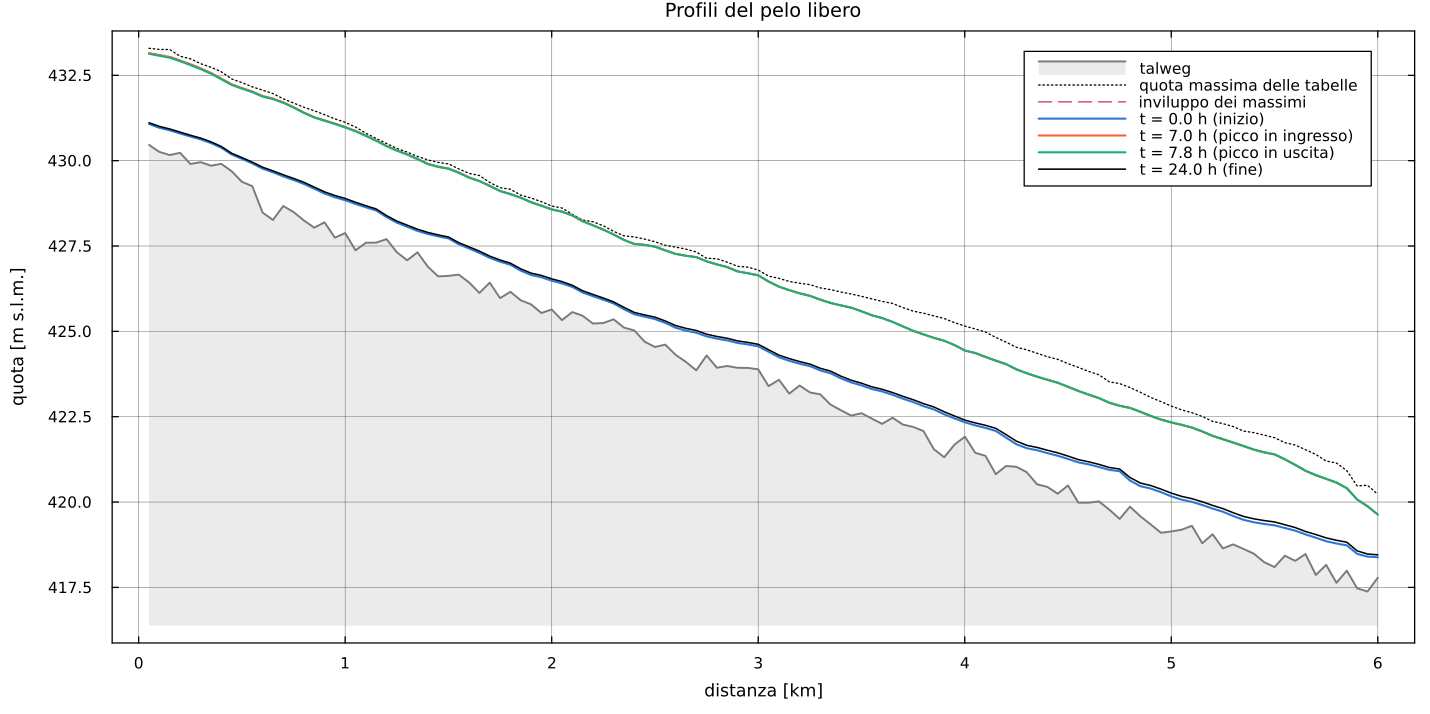 Profili del pelo libero
quota [m s.l.m.]
432.5
430.0
427.5
425.0
422.5
420.0
417.5
talweg
quota massima delle tabelle
inviluppo dei massimi
t = 0.0 h (inizio)
t = 7.0 h (picco in ingresso)
t = 7.8 h (picco in uscita)
t = 24.0 h (fine)
0 1 2 3 4 5 6
distanza [km]